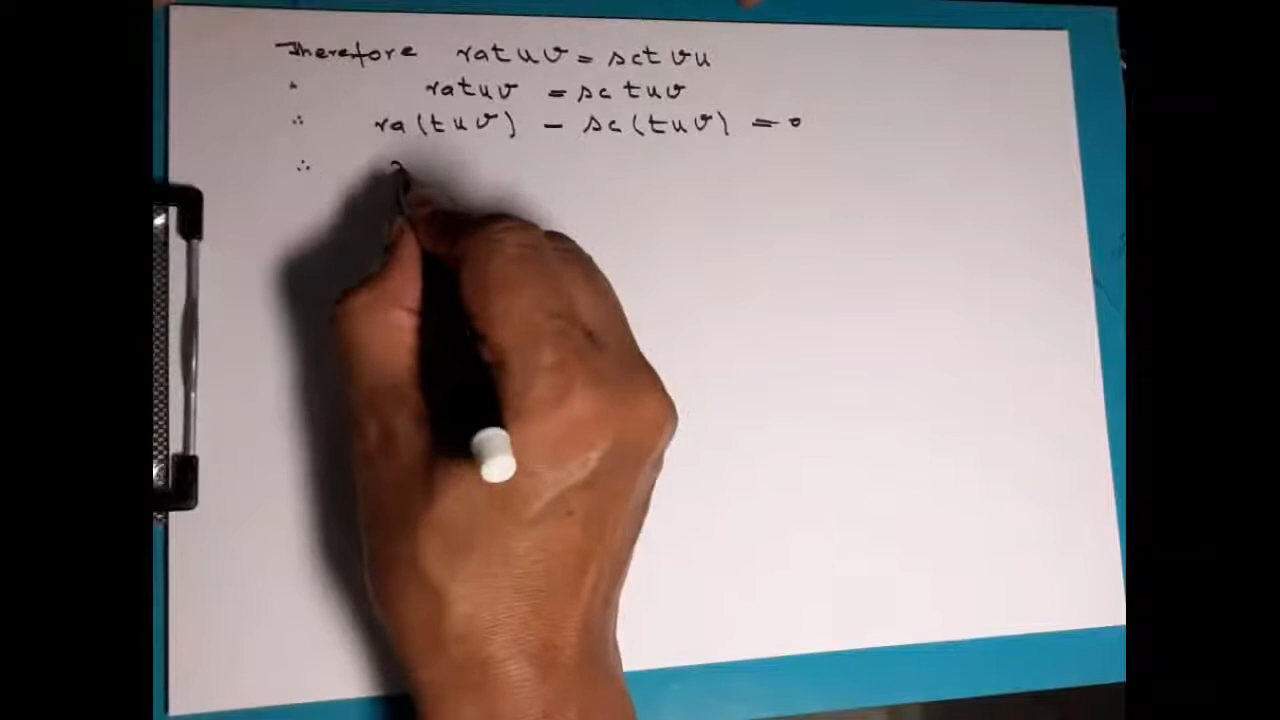 Therefore ratuv = sctvu
ratuv = sctuv
∴ ra(tuv) - sc(tuv) = 0
∴